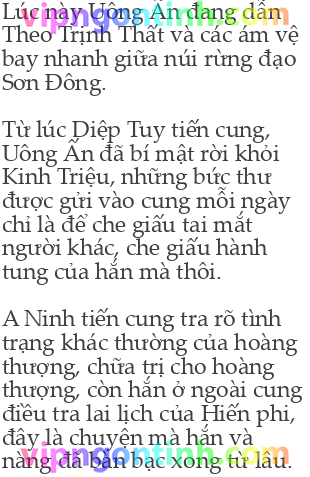 Lúc này Uông Ấn đang dẫn
Theo Trịnh Thất và các ám vệ
bay nhanh giữa núi rừng đạo
Sơn Đông.
Từ lúc Diệp Tuy tiến cung,
Uông Ấn đã bí mật rời khỏi
Kinh Triệu, những bức thư
được gửi vào cung mỗi ngày
chỉ là để che giấu tai mắt
người khác, che giấu hành
tung của hắn mà thôi.
A Ninh tiến cung tra rõ tình
trạng khác thường của hoàng
thượng, chữa trị cho hoàng
thượng, còn hắn ở ngoài cung
điều tra lai lịch của Hiến phi,
đây là chuyện mà hắn và
nàng đã bàn bạc xong từ lâu.
vipngontinh.com
vipngontinh.com